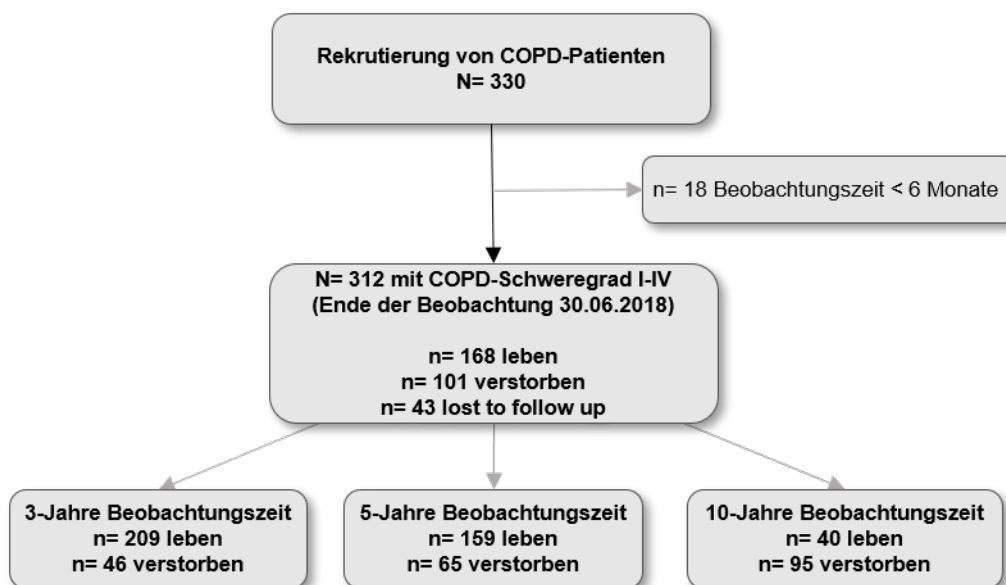 Rekrutierung von COPD-Patienten
N= 330
n= 18 Beobachtungszeit < 6 Monate
N= 312 mit COPD-Schweregrad I-IV
(Ende der Beobachtung 30.06.2018)
n= 168 leben
n= 101 verstorben
n= 43 lost to follow up
3-Jahre Beobachtungszeit
n= 209 leben
n= 46 verstorben
5-Jahre Beobachtungszeit
n= 159 leben
n= 65 verstorben
10-Jahre Beobachtungszeit
n= 40 leben
n= 95 verstorben